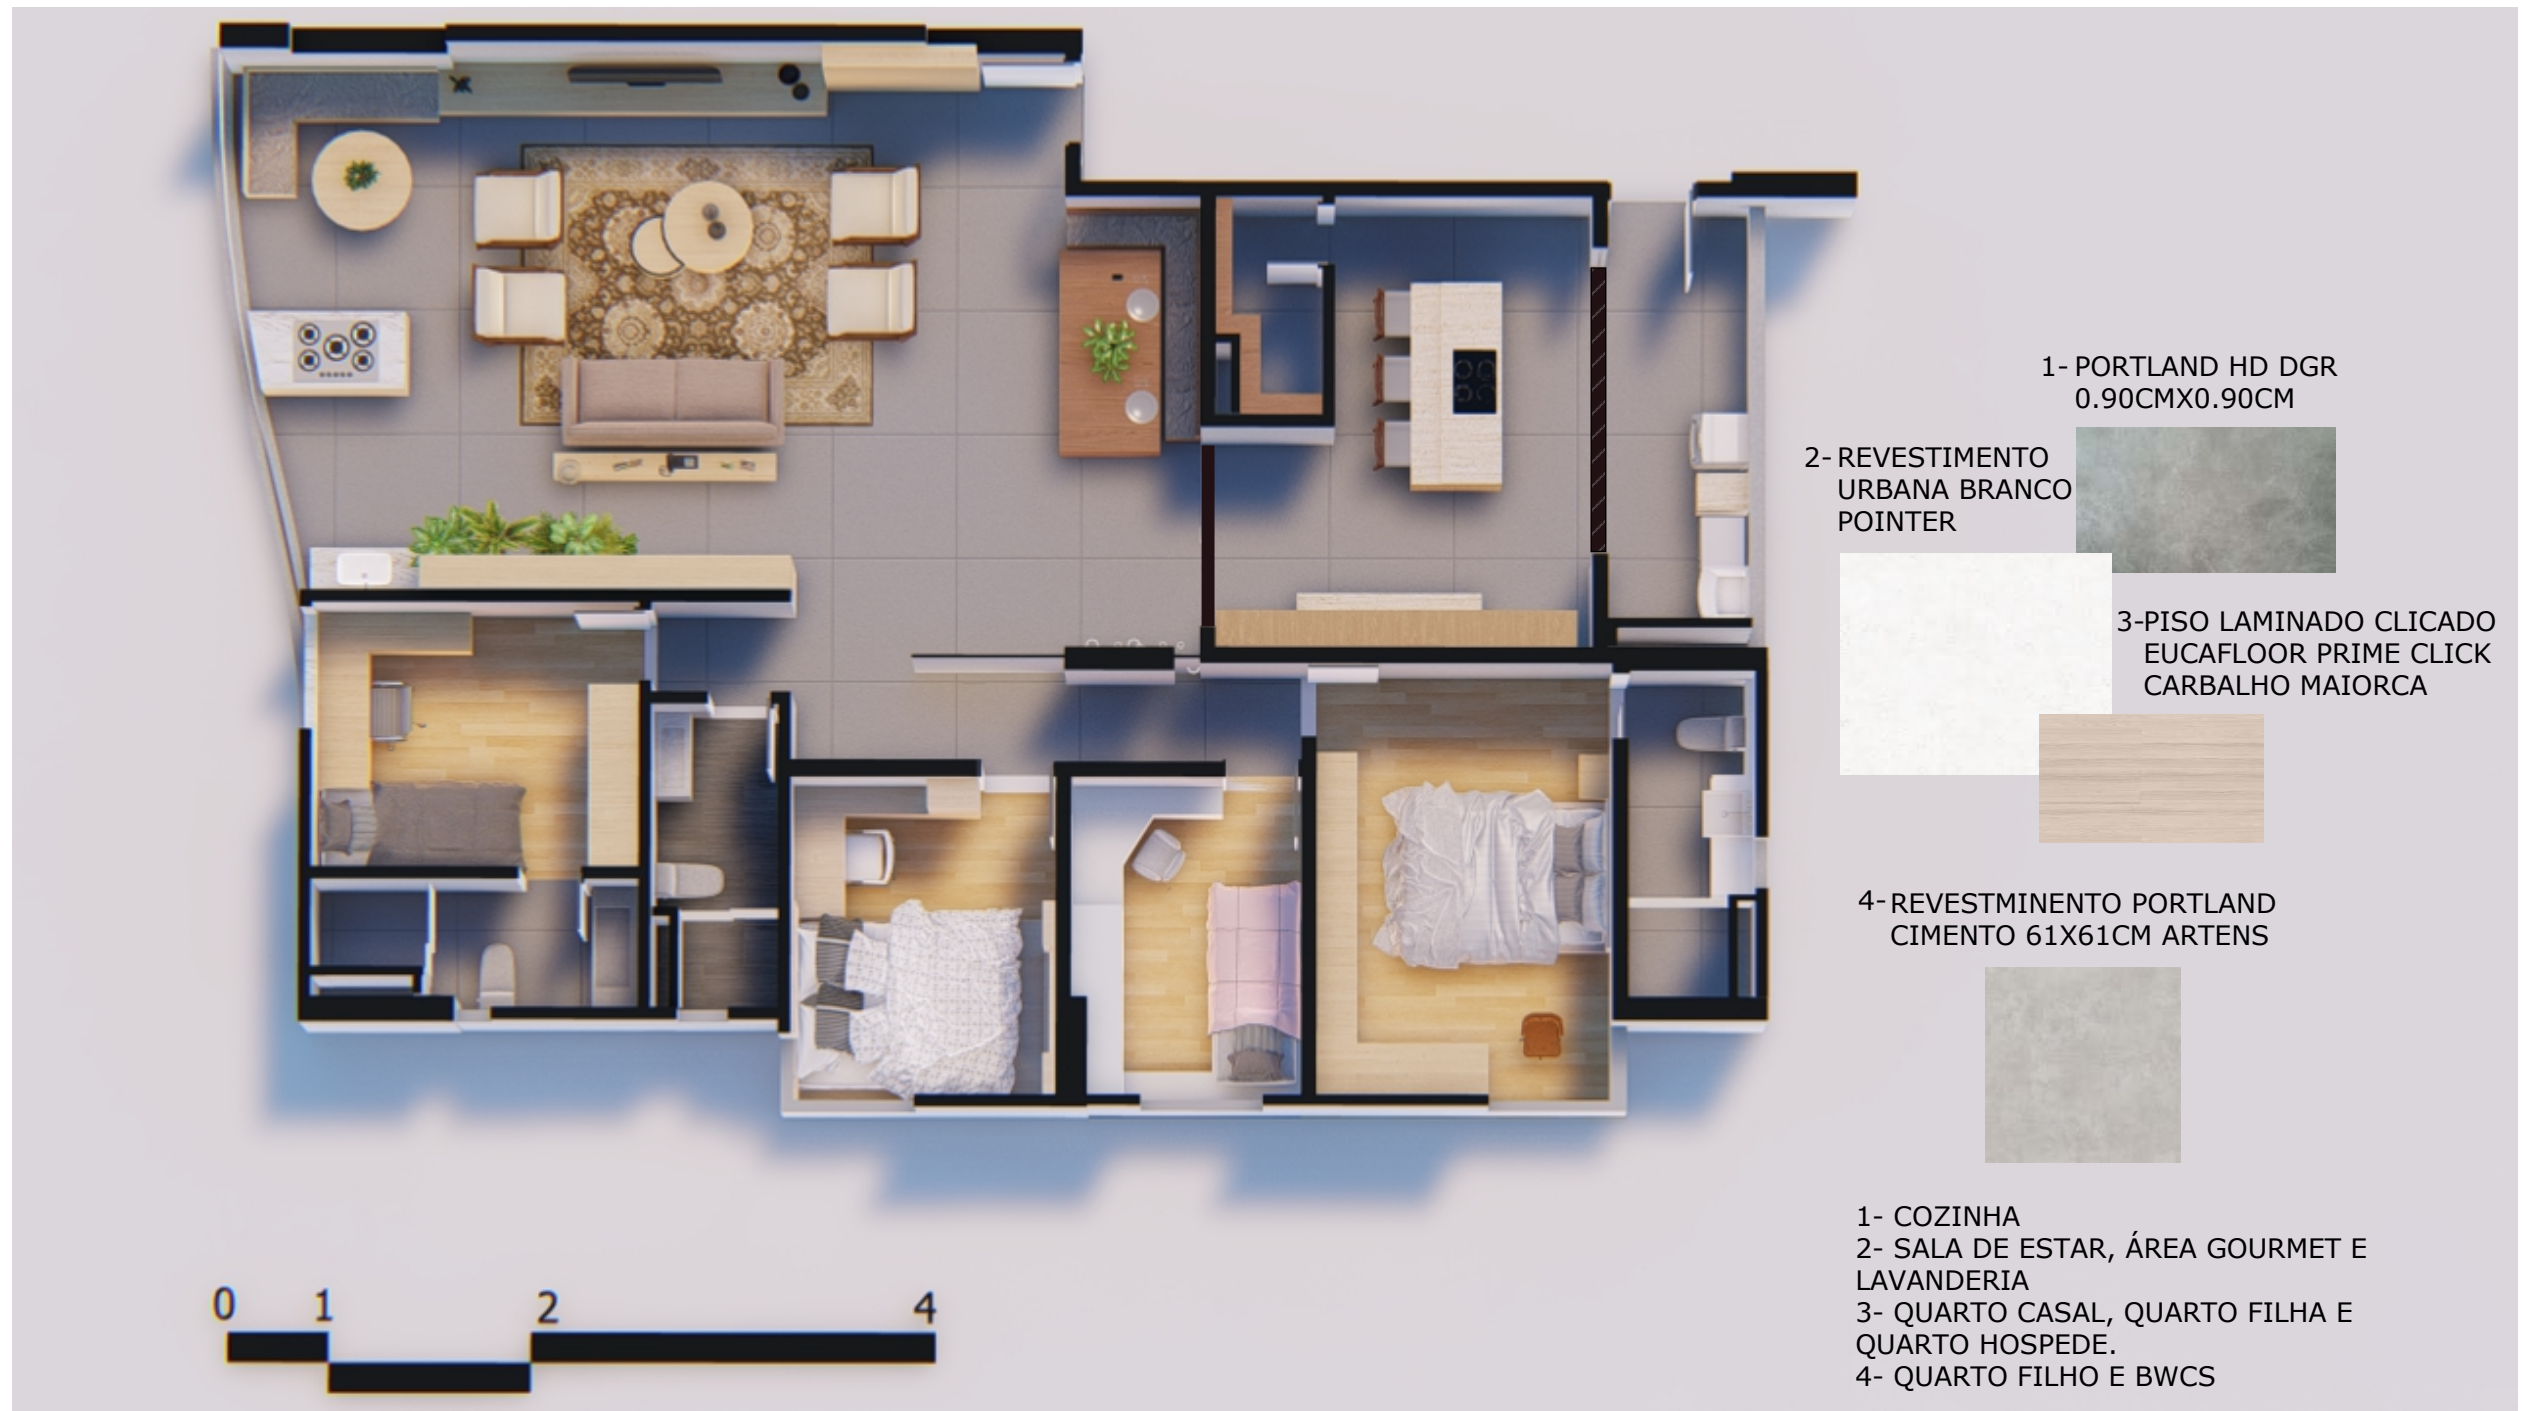 1- PORTLAND HD DGR
0.90CMX0.90CM
2- REVESTIMENTO
URBANA BRANCO
POINTER
3-PISO LAMINADO CLICADO
EUCAFLOOR PRIME CLICK
CARBALHO MAIORCA
4- REVESTMINENTO PORTLAND
CIMENTO 61X61CM ARTENS
1- COZINHA
2- SALA DE ESTAR, ÁREA GOURMET E
LAVANDERIA
3- QUARTO CASAL, QUARTO FILHA E
QUARTO HOSPEDE.
4- QUARTO FILHO E BWCS
0 1 2 4